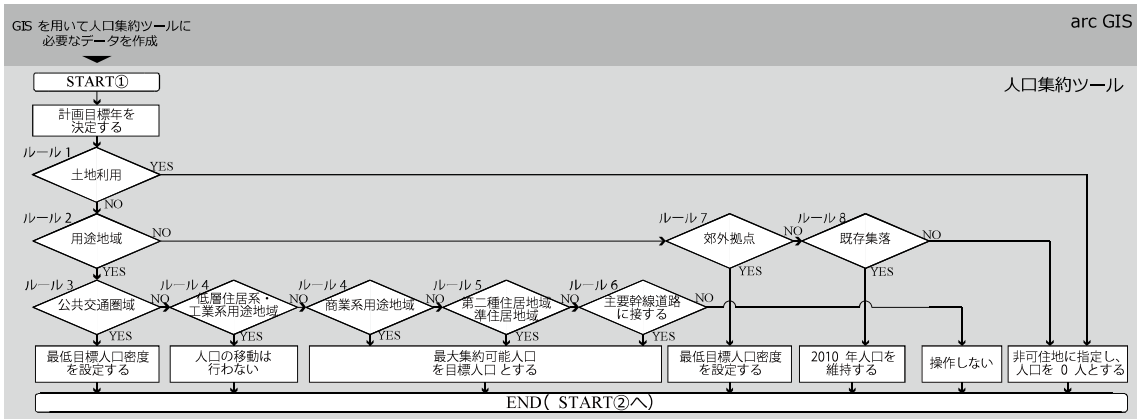 GIS を用いて人口集約ツールに
必要なデータを作成
arc GIS
START①
人口集約ツール
計画目標年を
決定する
ルール 1
YES
土地利用
NO
ルール 2
用途地域
NO
YES
ルール 7
郊外拠点
NO
YES
ルール 8
既存集落
NO
YES
ルール 3
公共交通圏域
NO
YES
ルール 4
低層住居系・
工業系用途地域
NO
YES
ルール 4
商業系用途地域
NO
YES
ルール 5
第二種住居地域
準住居地域
NO
YES
ルール 6
主要幹線道路
に接する
NO
YES
最低目標人口密度
を設定する
人口の移動は
行わない
最大集約可能人口
を目標人口 とする
最低目標人口密度
を設定する
2010 年人口を
維持する
操作しない
非可住地に指定し、
人口を 0 人とする
END( START②へ)